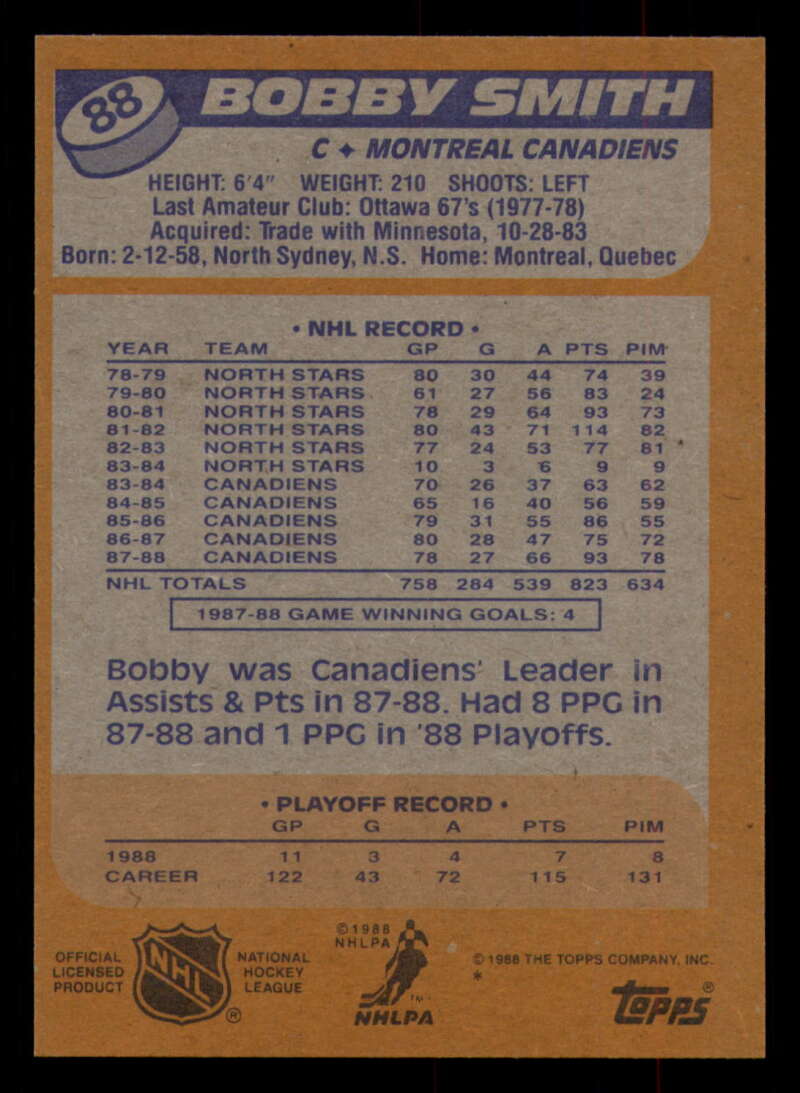 88
BOBBY SMITH
C ✦ MONTREAL CANADIENS
HEIGHT: 6'4" WEIGHT: 210 SHOOTS: LEFT
Last Amateur Club: Ottawa 67's (1977-78)
Acquired: Trade with Minnesota, 10-28-83
Born: 2-12-58, North Sydney, N.S. Home: Montreal, Quebec
• NHL RECORD •
YEAR TEAM GP G A PTS PIM
78-79 NORTH STARS 80 30 44 74 39
79-80 NORTH STARS 61 27 56 83 24
80-81 NORTH STARS 78 29 64 93 73
81-82 NORTH STARS 80 43 71 114 82
82-83 NORTH STARS 77 24 53 77 81
83-84 NORTH STARS 10 3 6 9 9
83-84 CANADIENS 70 26 37 63 62
84-85 CANADIENS 65 16 40 56 59
85-86 CANADIENS 79 31 55 86 55
86-87 CANADIENS 80 28 47 75 72
87-88 CANADIENS 78 27 66 93 78
NHL TOTALS 758 284 539 823 634
1987-88 GAME WINNING GOALS: 4
Bobby was Canadiens' Leader in
Assists & Pts in 87-88. Had 8 PPG in
87-88 and 1 PPG in '88 Playoffs.
• PLAYOFF RECORD •
GP G A PTS PIM
1988 11 3 4 7 8
CAREER 122 43 72 115 131
OFFICIAL
LICENSED
PRODUCT
NHL
®
NATIONAL
HOCKEY
LEAGUE
© 1988
NHLPA
TM
NHLPA
© 1988 THE TOPPS COMPANY, INC.
*
Topps®